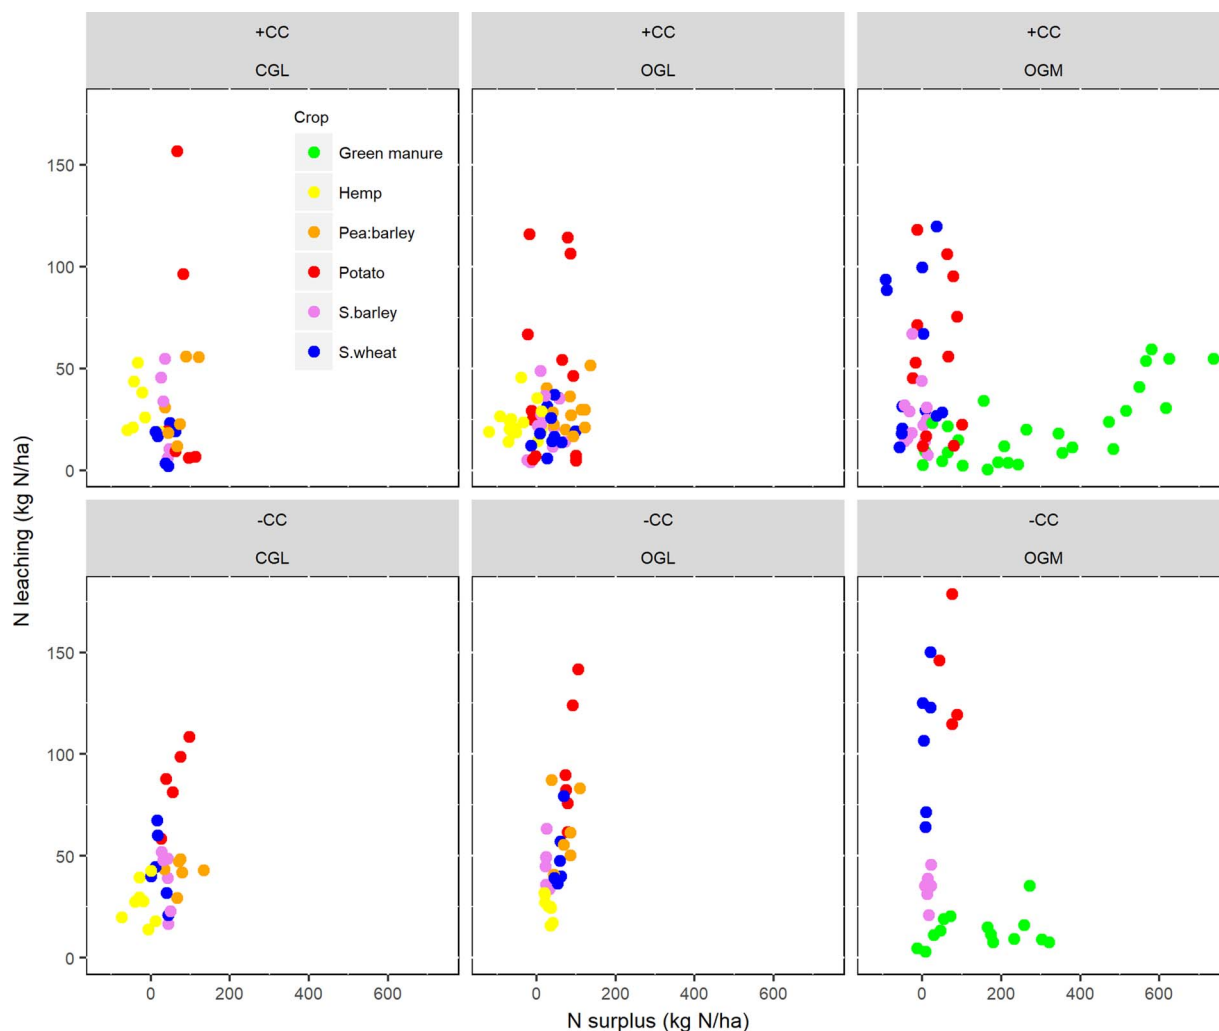 +CC
+CC
+CC
CGL
OGL
OGM
Crop
Green manure
Hemp
Pea:barley
Potato
S.barley
S.wheat
150
100
50
0
N leaching (kg N/ha)
-CC
-CC
-CC
CGL
OGL
OGM
150
100
50
0
0 200 400 600
0 200 400 600
0 200 400 600
N surplus (kg N/ha)